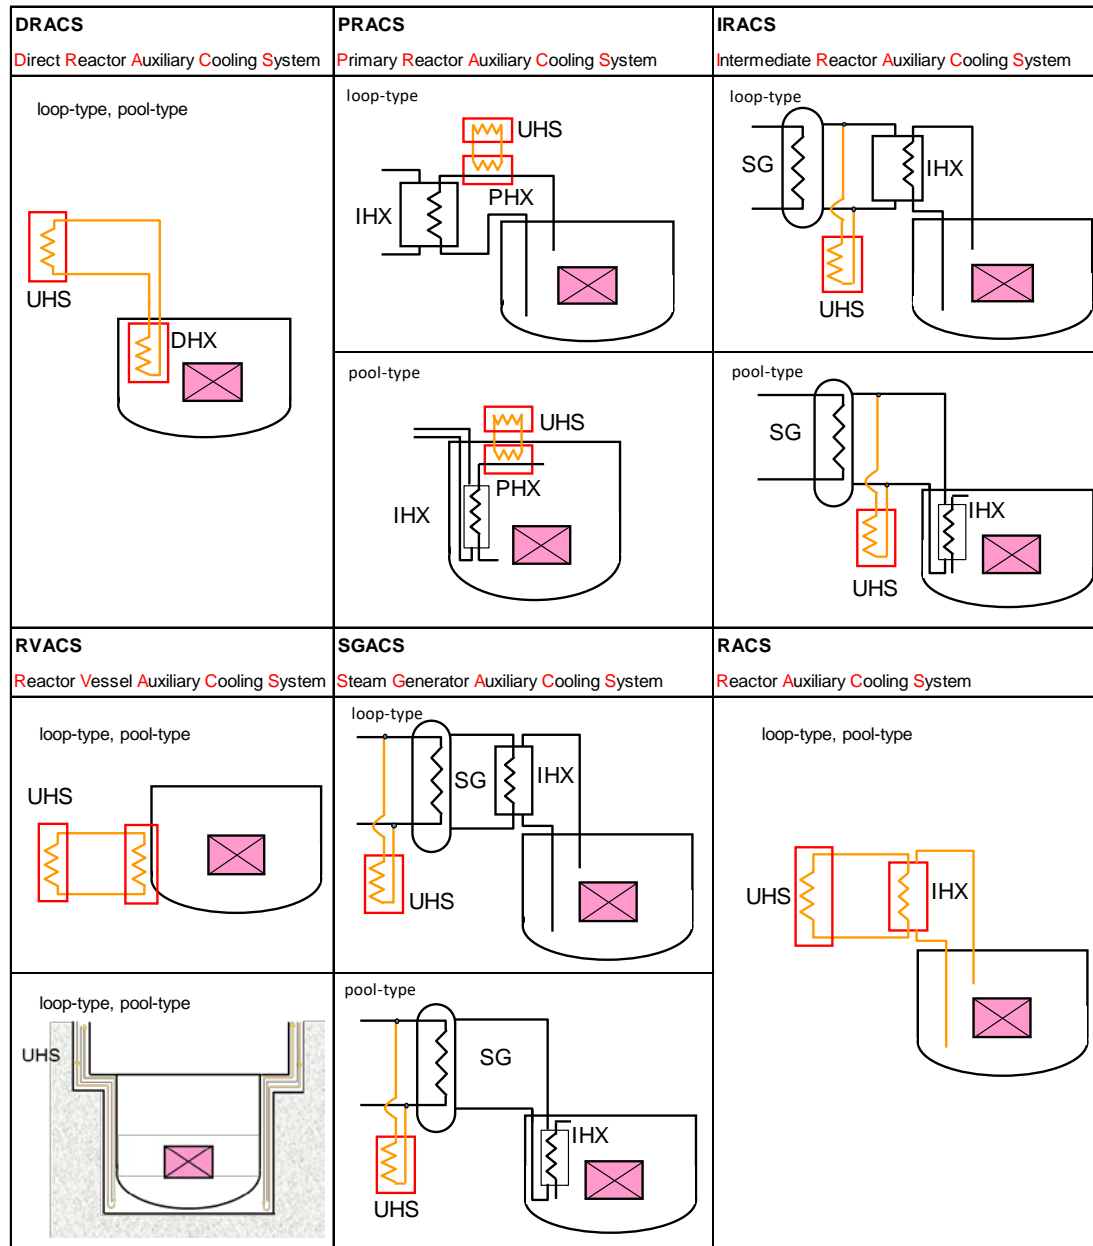 DRACS
Direct Reactor Auxiliary Cooling System
loop-type, pool-type
UHS
DHX
PRACS
Primary Reactor Auxiliary Cooling System
loop-type
UHS
PHX
IHX
pool-type
UHS
PHX
IHX
IRACS
Intermediate Reactor Auxiliary Cooling System
loop-type
SG
IHX
UHS
pool-type
SG
IHX
UHS
RVACS
Reactor Vessel Auxiliary Cooling System
loop-type, pool-type
UHS
loop-type, pool-type
UHS
SGACS
Steam Generator Auxiliary Cooling System
loop-type
SG
IHX
UHS
pool-type
SG
IHX
UHS
RACS
Reactor Auxiliary Cooling System
loop-type, pool-type
UHS
IHX